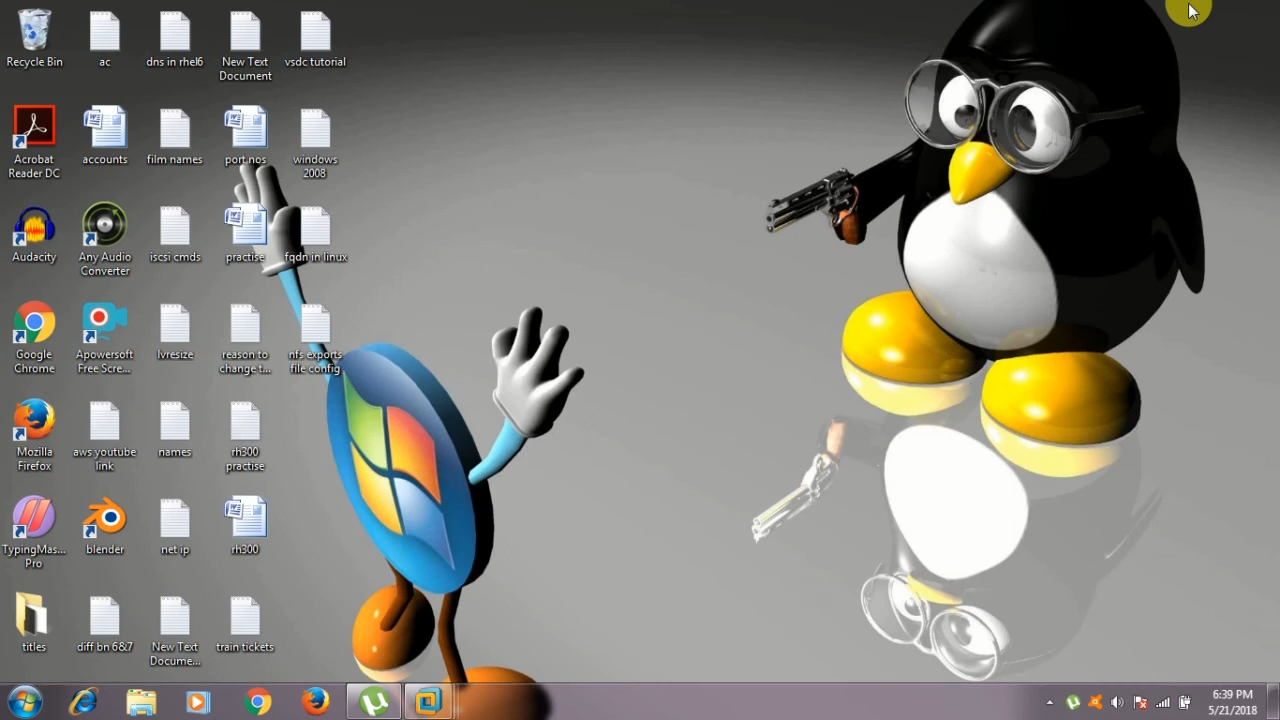 Recycle Bin
ac
dns in rhel6
New Text
Document
vsdc tutorial
Acrobat
Reader DC
accounts
film names
port nos
windows
2008
Audacity
Any Audio
Converter
iscsi cmds
practise
fqdn in linux
Google
Chrome
Apowersoft
Free Scre...
lvresize
reason to
change t...
nfs exports
file config
Mozilla
Firefox
aws youtube
link
names
rh300
practise
TypingMas...
Pro
blender
net ip
rh300
titles
diff bn 6&7
New Text
Docume...
train tickets
6:39 PM
5/21/2018